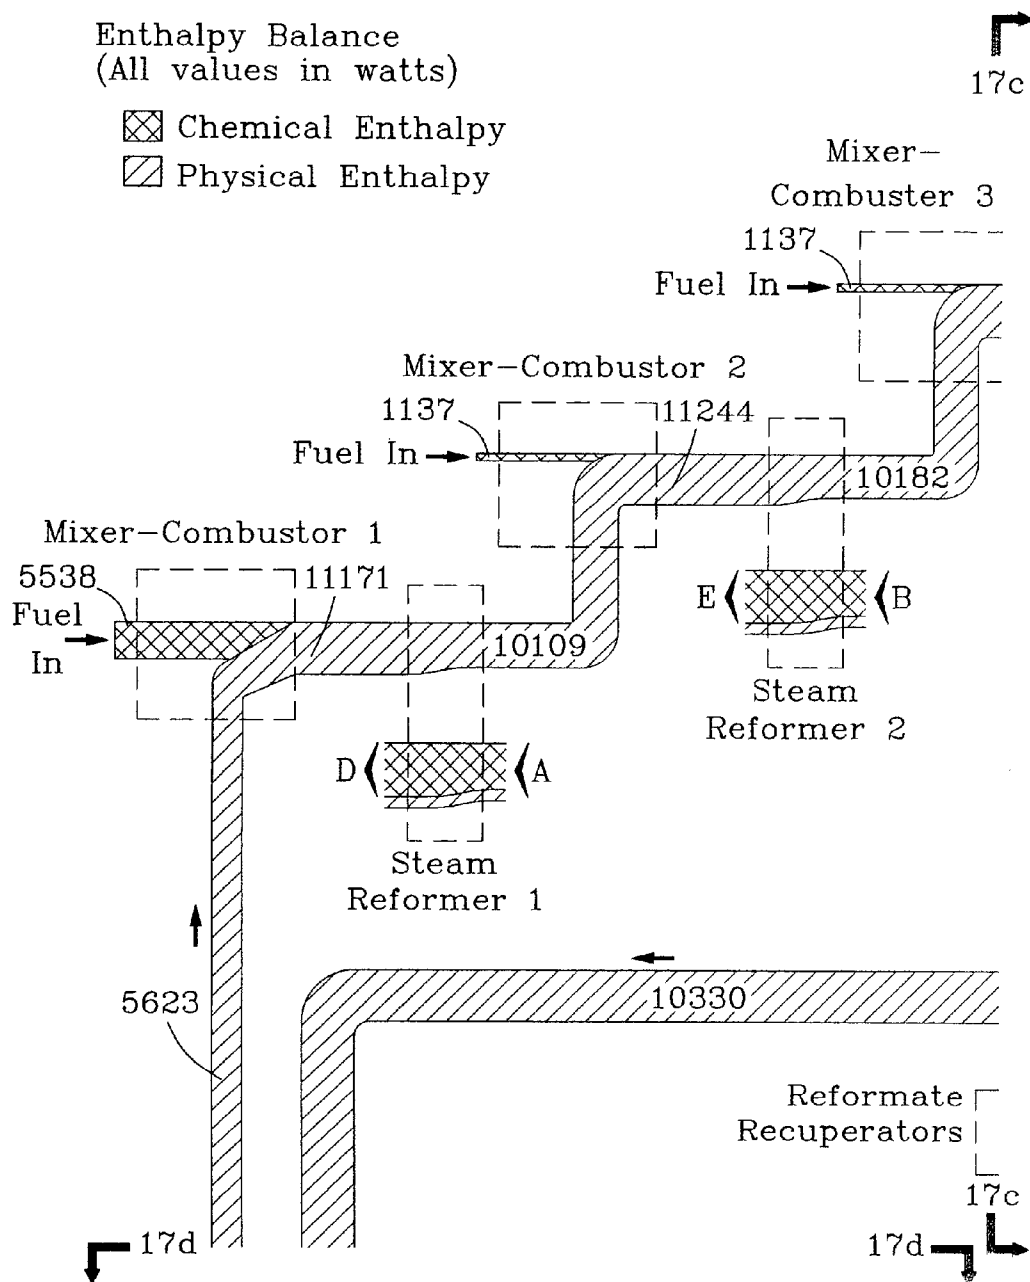 Enthalpy Balance
(All values in watts)
Chemical Enthalpy
Physical Enthalpy
17c
Mixer-
Combuster 3
1137
Fuel In
Mixer-Combustor 2
1137
11244
Fuel In
10182
Mixer-Combustor 1
5538
11171
Fuel
In
10109
E
B
Steam
Reformer 2
D
A
Steam
Reformer 1
5623
10330
Reformate
Recuperators
17c
17d
17d